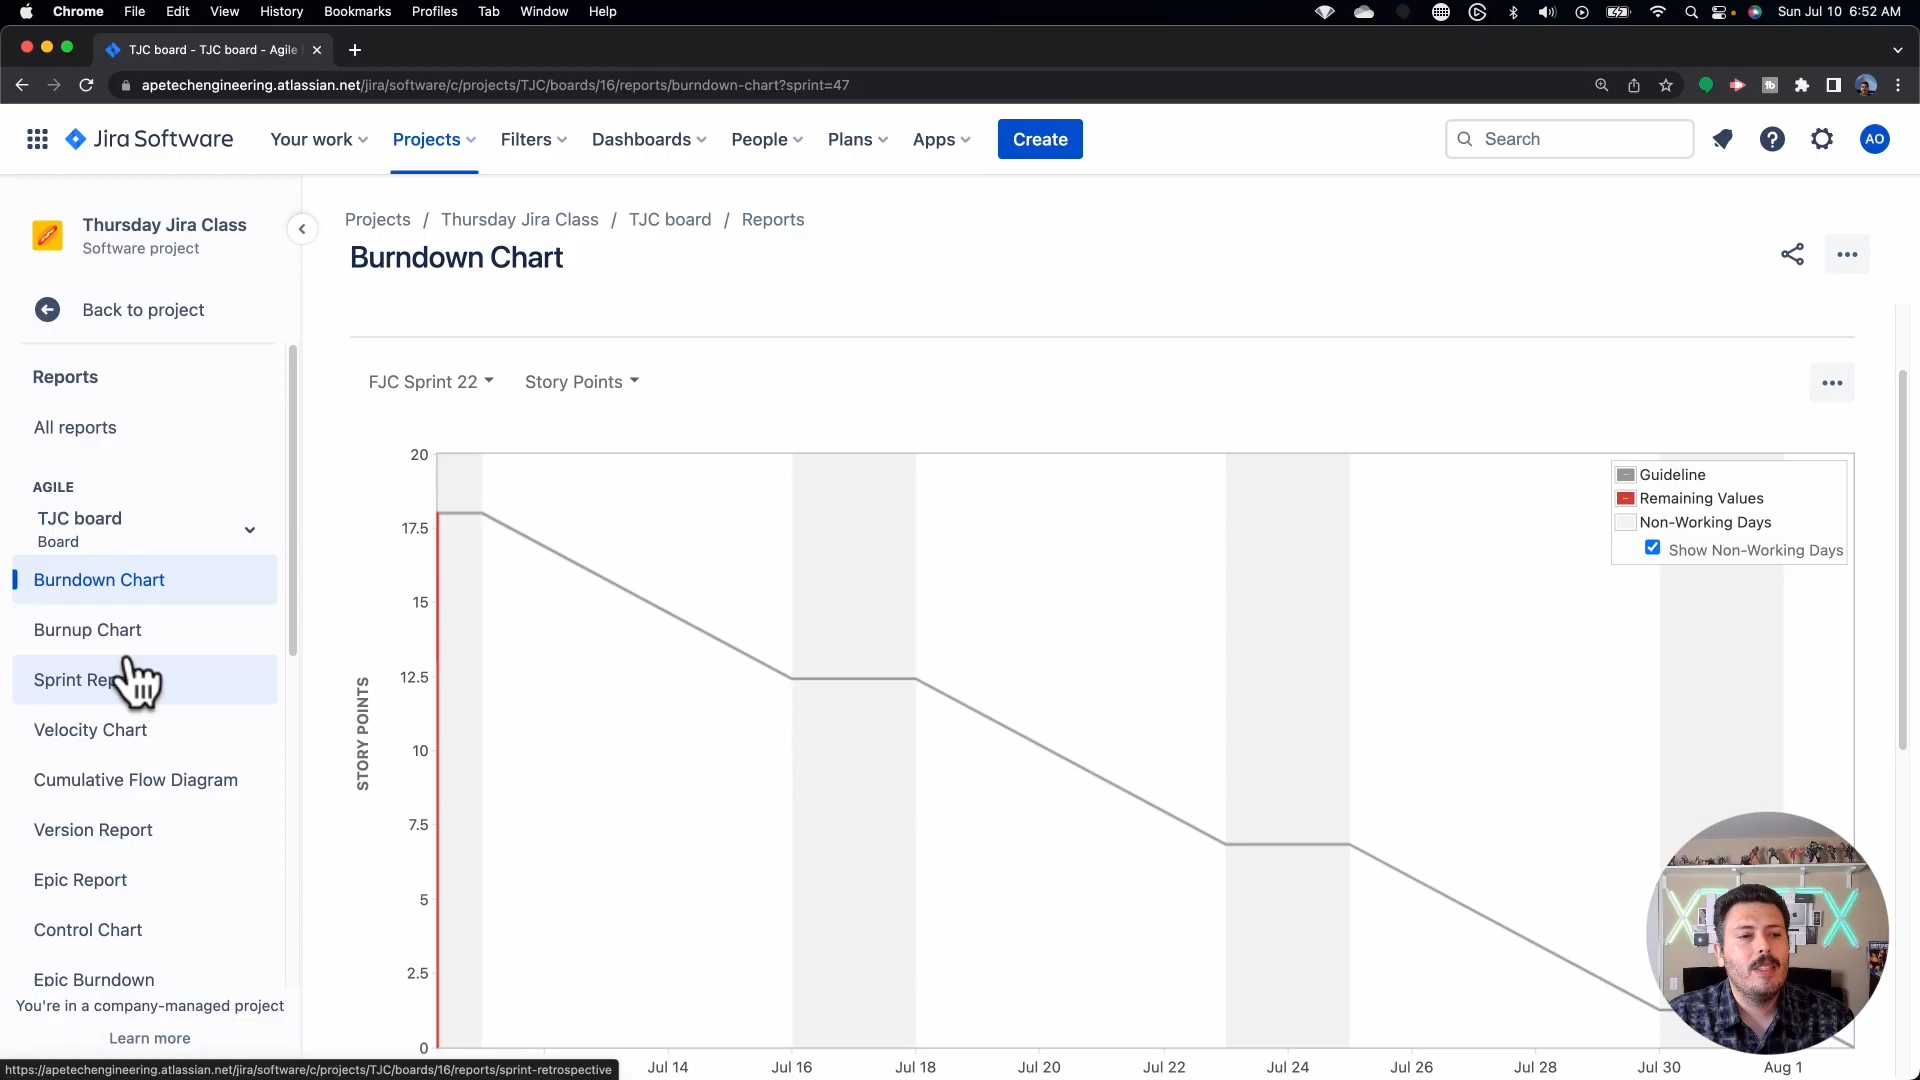 Chrome File Edit View History Bookmarks Profiles Tab Window Help Sun Jul 10 6:52 AM
TJC board - TJC board - Agile
apetechengineering.atlassian.net/jira/software/c/projects/TJC/boards/16/reports/burndown-chart?sprint=47
Jira Software Your work Projects Filters Dashboards People Plans Apps Create Search AO
Thursday Jira Class
Software project
Back to project
Reports
All reports
AGILE
TJC board
Board
Burndown Chart
Burnup Chart
Sprint Rep
Velocity Chart
Cumulative Flow Diagram
Version Report
Epic Report
Control Chart
Epic Burndown
You're in a company-managed project
Learn more
https://apetechengineering.atlassian.net/jira/software/c/projects/TJC/boards/16/reports/sprint-retrospective
Projects / Thursday Jira Class / TJC board / Reports
Burndown Chart
FJC Sprint 22 Story Points
Guideline
Remaining Values
Non-Working Days
Show Non-Working Days
STORY POINTS
20
17.5
15
12.5
10
7.5
5
2.5
0
Jul 14 Jul 16 Jul 18 Jul 20 Jul 22 Jul 24 Jul 26 Jul 28 Jul 30 Aug 1